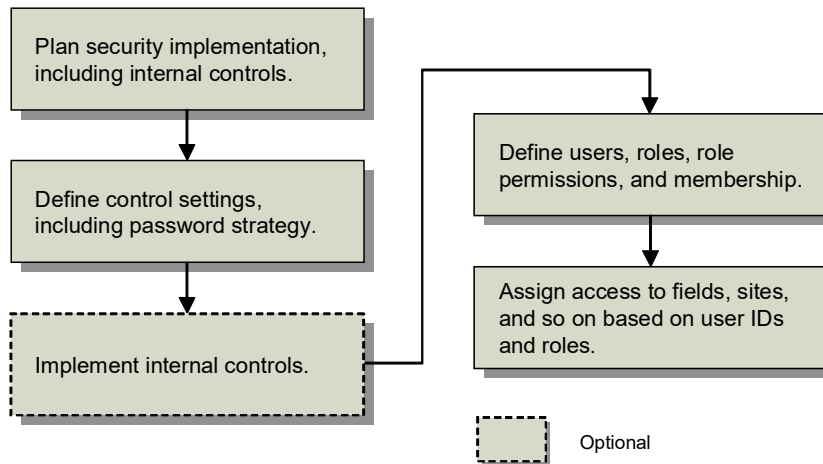 Plan security implementation,
including internal controls.
Define control settings,
including password strategy.
Implement internal controls.
Define users, roles, role
permissions, and membership.
Assign access to fields, sites,
and so on based on user IDs
and roles.
Optional